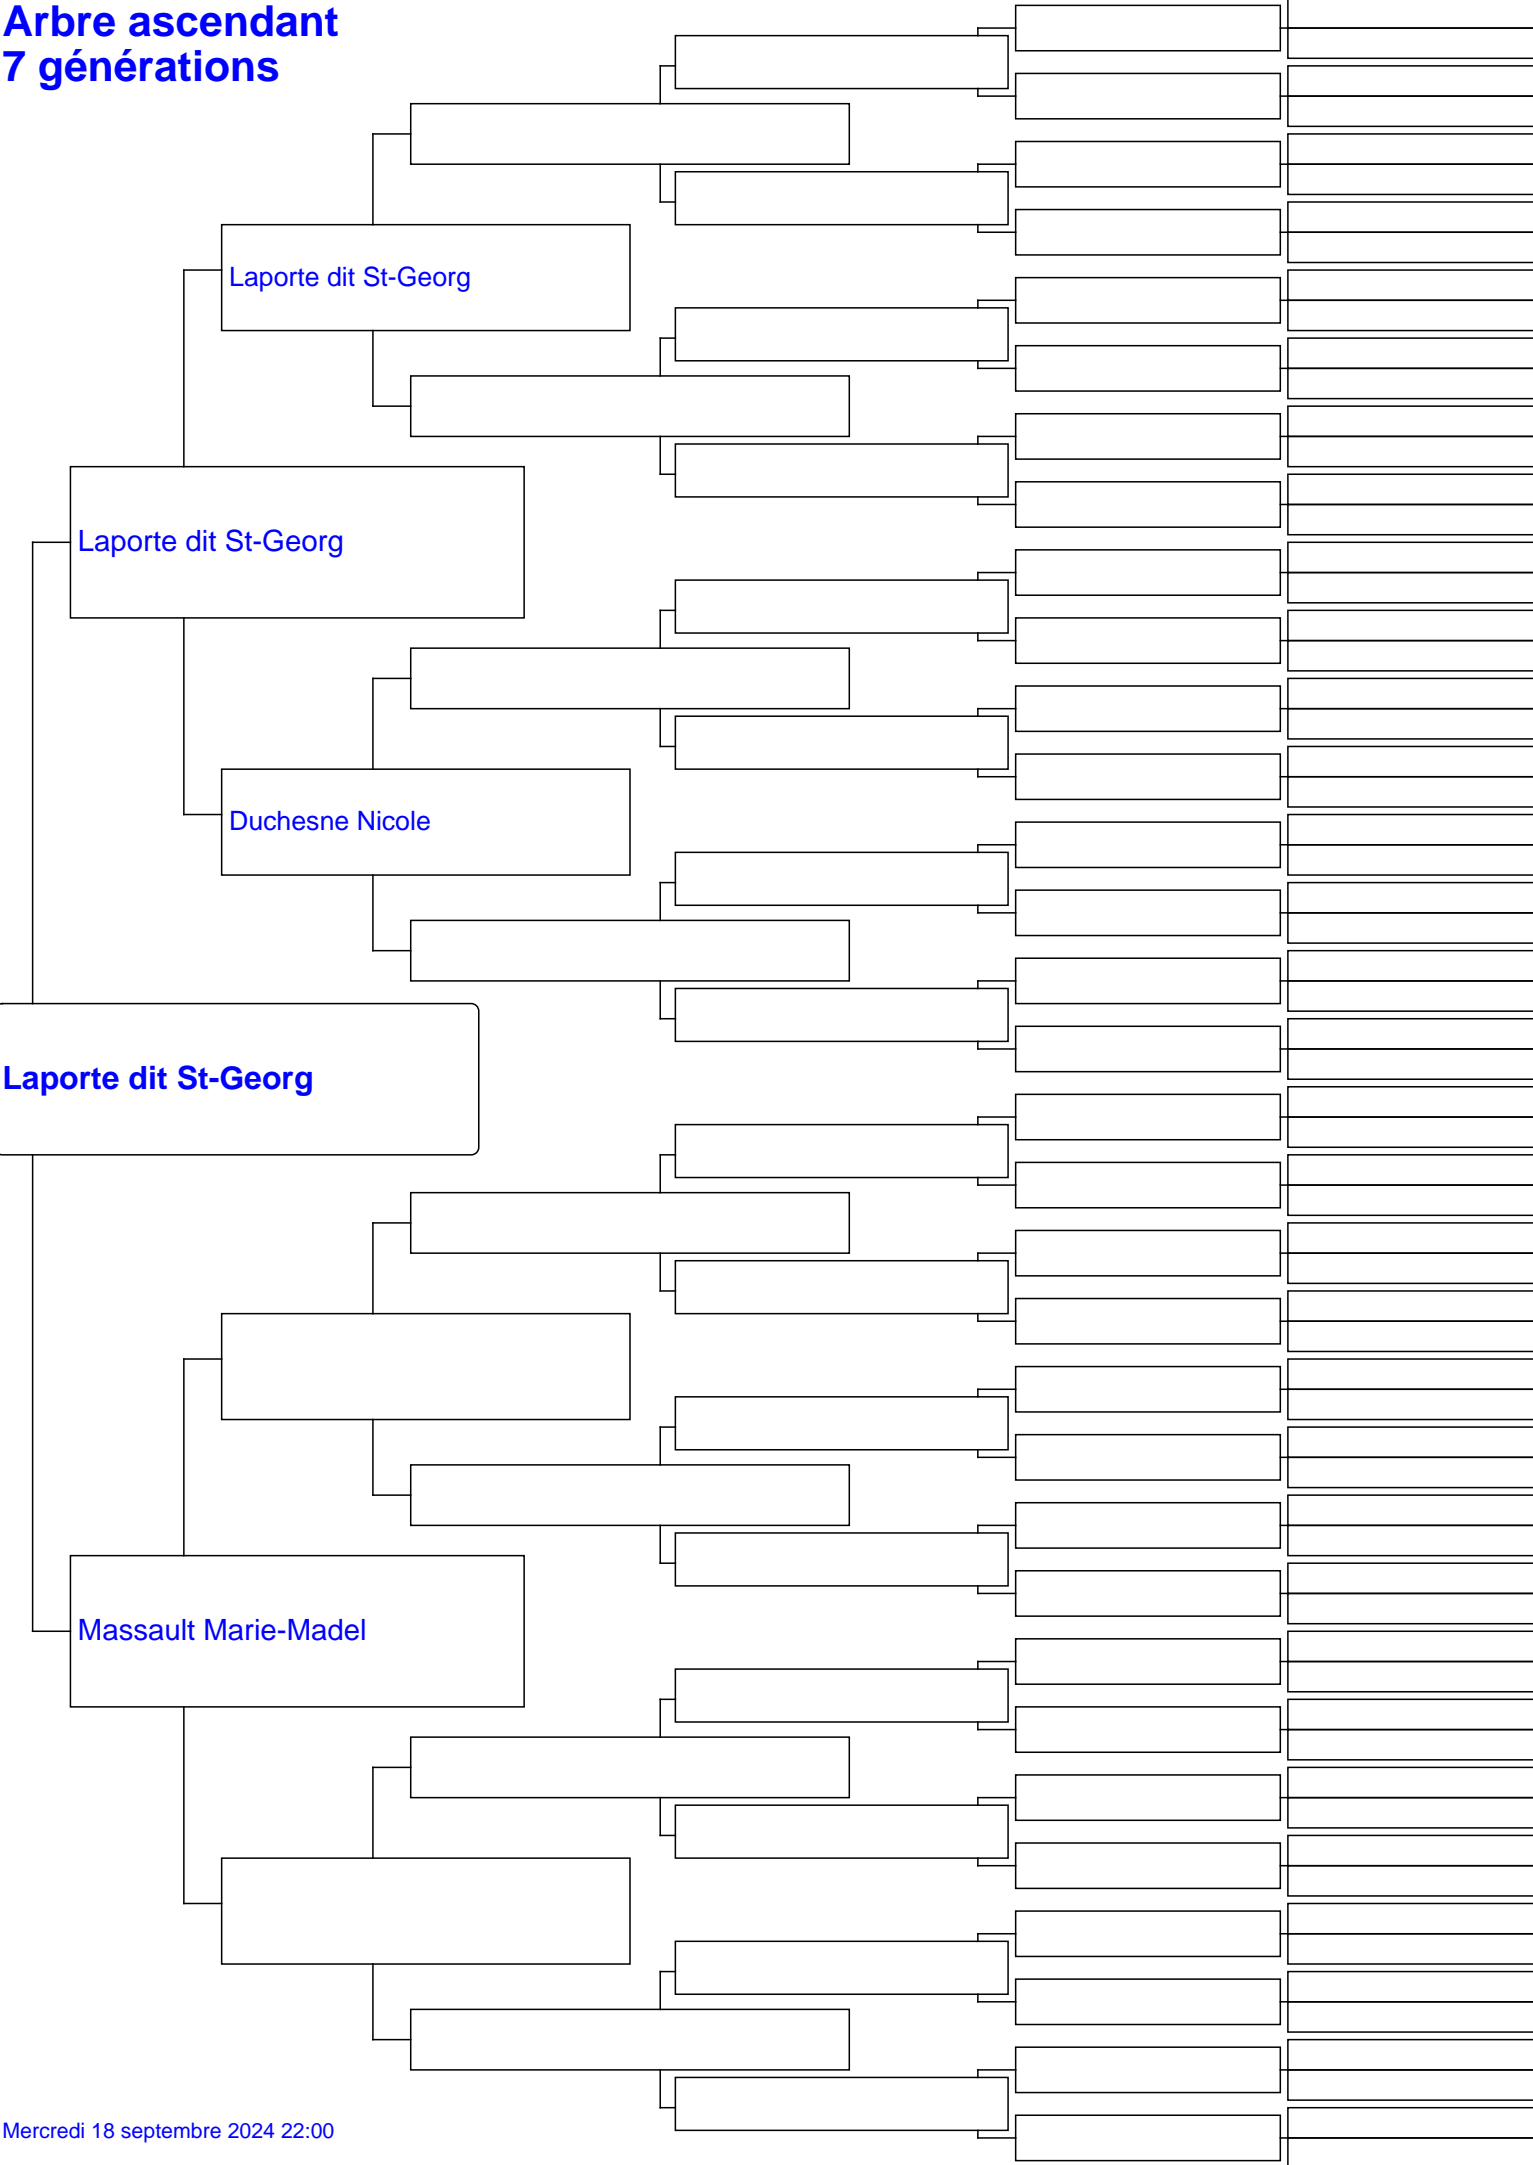 Arbre ascendant
7 générations
Laporte dit St-Georg
Laporte dit St-Georg
Duchesne Nicole
Laporte dit St-Georg
Massault Marie-Madel
Mercredi 18 septembre 2024 22:00